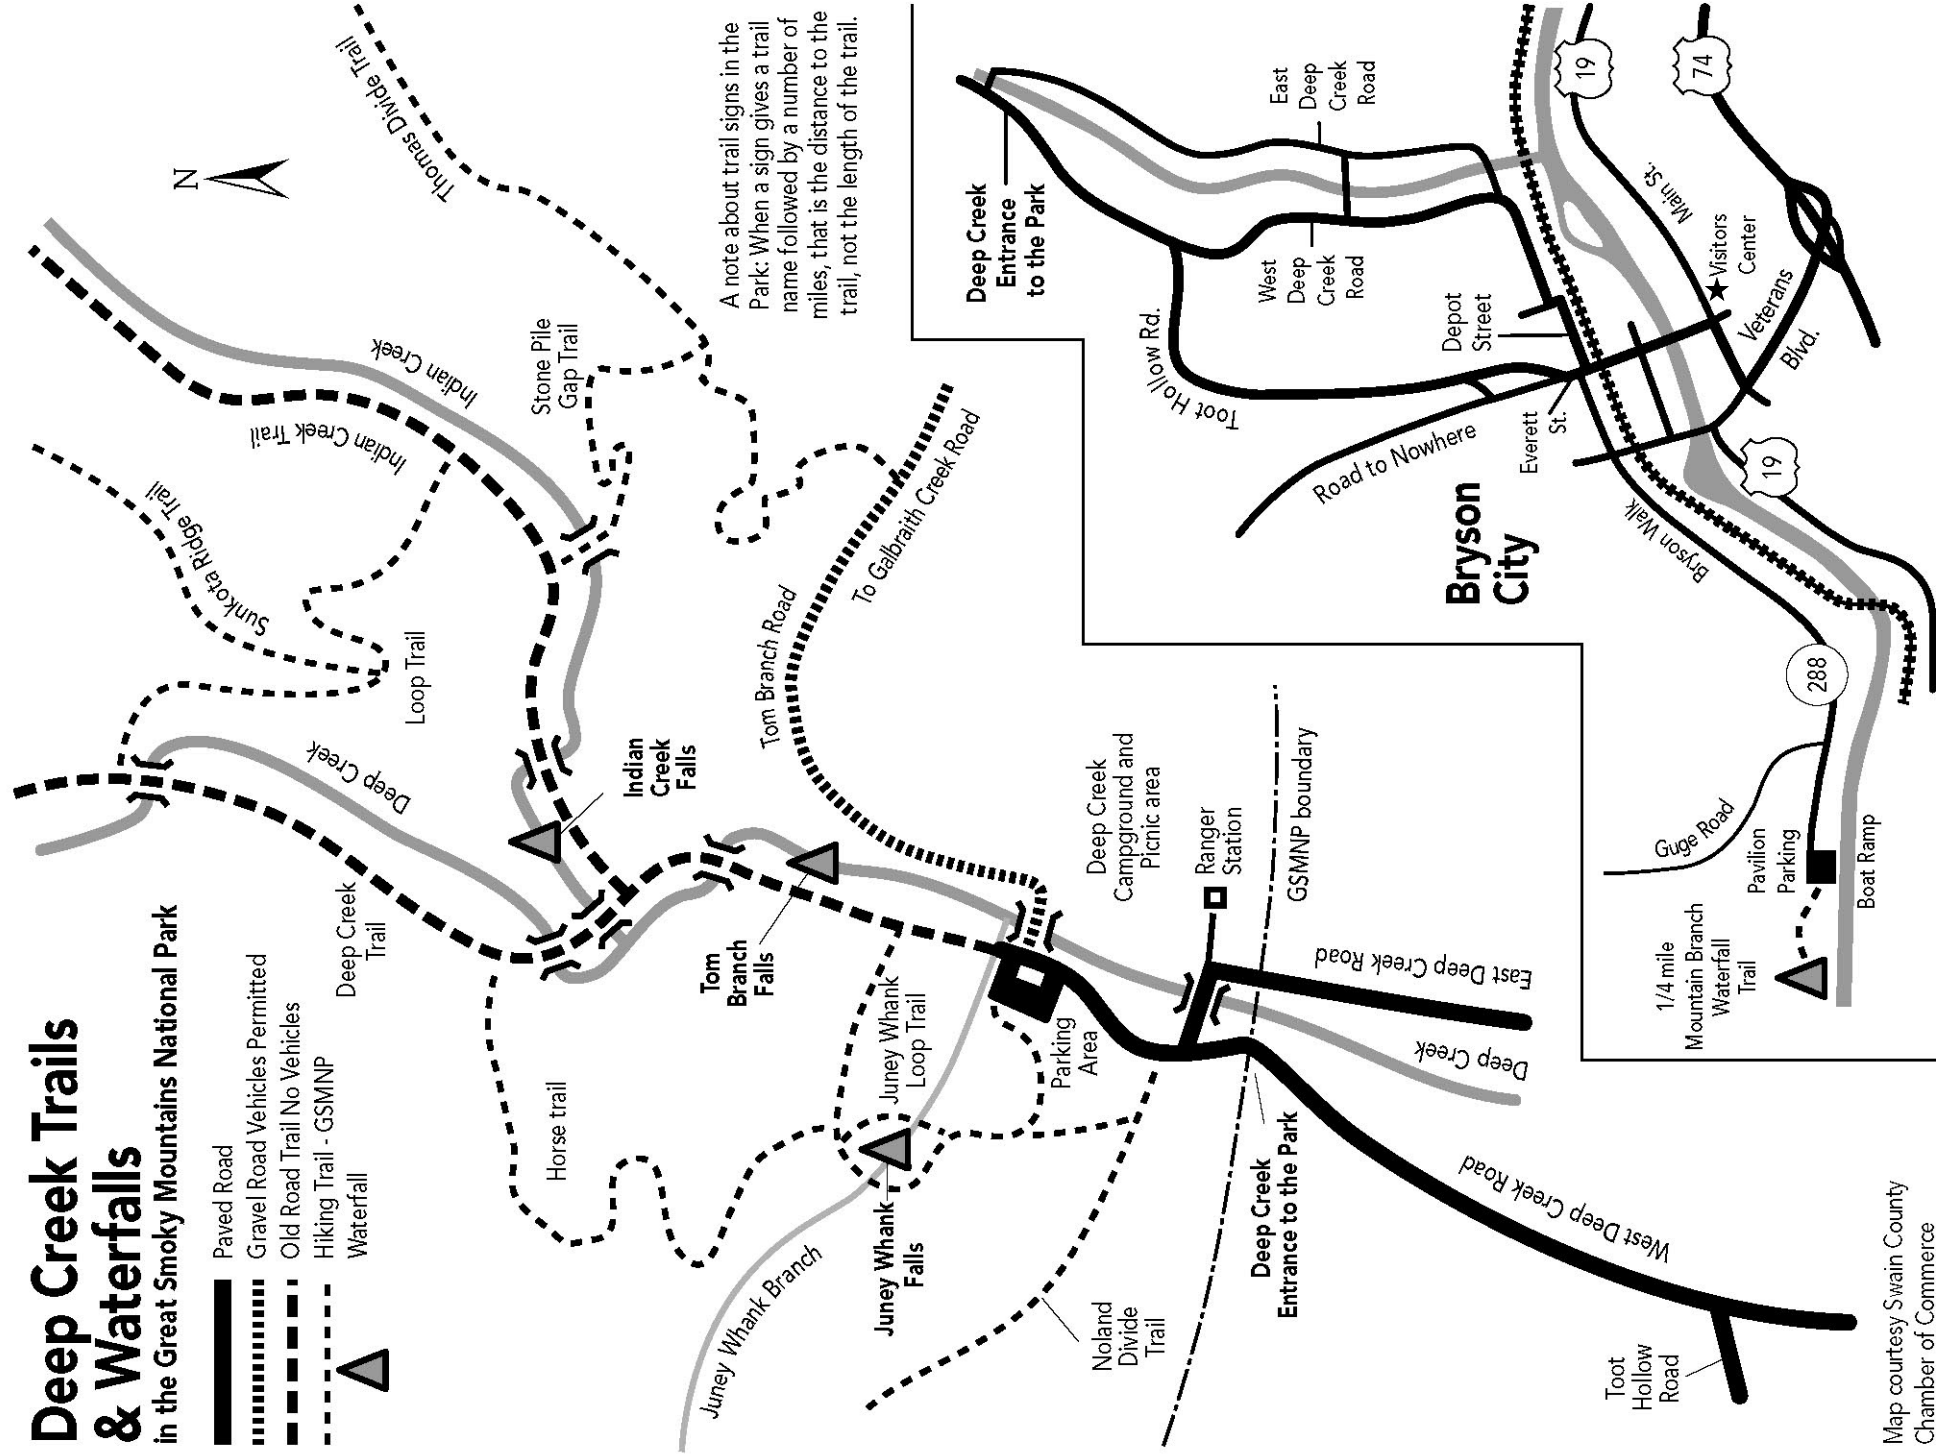 Deep Creek Trails
& Waterfalls
in the Great Smoky Mountains National Park
Paved Road
Gravel Road Vehicles Permitted
Old Road Trail No Vehicles
Hiking Trail - GSMNP
Waterfall
N
Thomas Divide Trail
Indian Creek
Indian Creek Trail
Sunkota Ridge Trail
Loop Trail
Stone Pile
Gap Trail
Deep Creek
Deep Creek
Trail
Indian
Creek
Falls
Tom
Branch
Falls
Tom Branch Road
To Galbraith Creek Road
Horse trail
Juney Whank
Loop Trail
Juney Whank
Falls
Juney Whank Branch
Parking
Area
Deep Creek
Campground and
Picnic area
Ranger
Station
GSMNP boundary
East Deep Creek Road
Deep Creek
Deep Creek
Entrance to the Park
West Deep Creek Road
Noland
Divide
Trail
Toot
Hollow
Road
Map courtesy Swain County
Chamber of Commerce
A note about trail signs in the
Park: When a sign gives a trail
name followed by a number of
miles, that is the distance to the
trail, not the length of the trail.
Bryson
City
Deep Creek
Entrance
to the Park
East
Deep
Creek
Road
West
Deep
Creek
Road
Toot Hollow Rd.
Road to Nowhere
Depot
Street
Everett
St.
Main St.
Visitors
Center
Veterans
Blvd.
19
74
19
Bryson Walk
288
Guge Road
Pavilion
Parking
Boat Ramp
1/4 mile
Mountain Branch
Waterfall
Trail